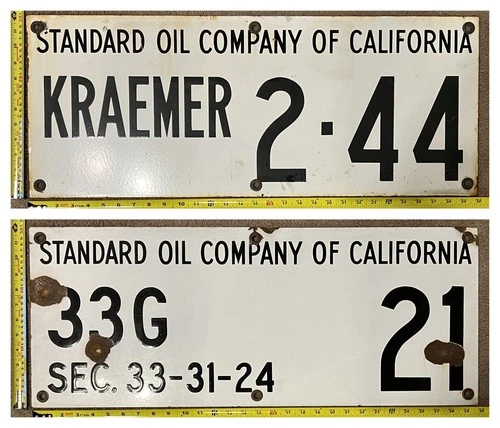 STANDARD OIL COMPANY OF CALIFORNIA
KRAEMER 2·44
STANDARD OIL COMPANY OF CALIFORNIA
33G 21
SEC. 33-31-24